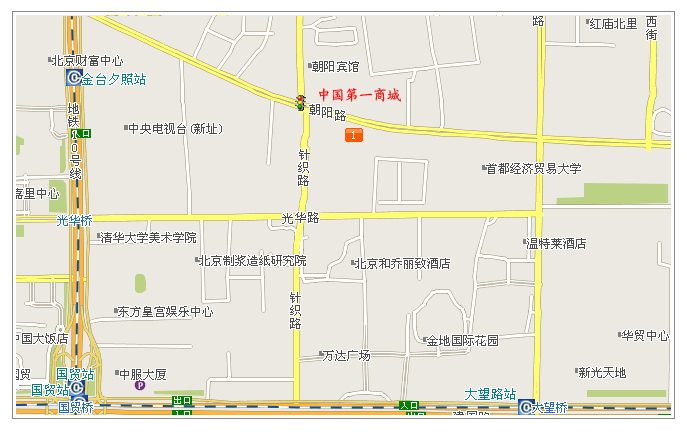 路
红庙北里
西街
北京财富中心
朝阳宾馆
金台夕照站
中国第一商城
朝阳路
地铁10号线
入口
中央电视台(新址)
1
针织路
首都经济贸易大学
嘉里中心
光华桥
光华路
清华大学美术学院
温特莱酒店
北京制浆造纸研究院
北京和乔丽致酒店
针织路
东方皇宫娱乐中心
中国大饭店
金地国际花园
华贸中心
万达广场
国贸站
国贸
中服大厦
新光天地
国贸站
P
大望路站
出口
国贸桥
入口
大望桥
入口
出口
建国路